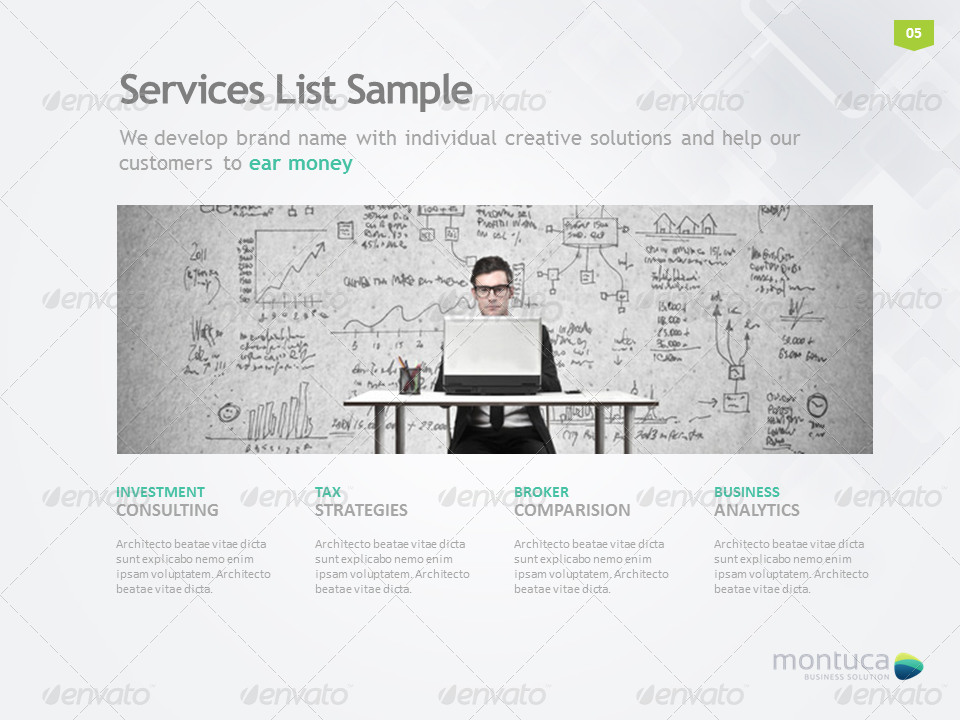 05
Services List Sample
We develop brand name with individual creative solutions and help our
customers to ear money
2011
INVESTMENT
CONSULTING
Architecto beatae vitae dicta
sunt explicabo nemo enim
ipsam voluptatem. Architecto
beatae vitae dicta.
TAX
STRATEGIES
Architecto beatae vitae dicta
sunt explicabo nemo enim
ipsam voluptatem. Architecto
beatae vitae dicta.
BROKER
COMPARISION
Architecto beatae vitae dicta
sunt explicabo nemo enim
ipsam voluptatem. Architecto
beatae vitae dicta.
BUSINESS
ANALYTICS
Architecto beatae vitae dicta
sunt explicabo nemo enim
ipsam voluptatem. Architecto
beatae vitae dicta.
montuca
BUSINESS SOLUTION
envato